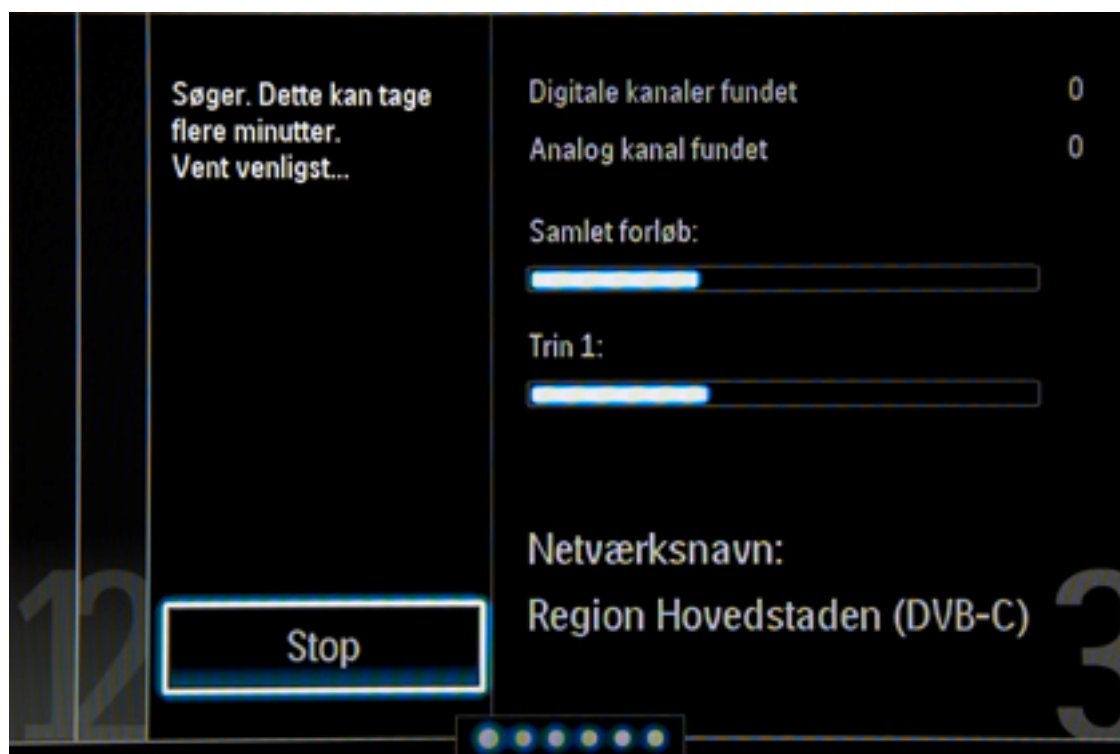 Søger. Dette kan tage
flere minutter.
Vent venligst...
Digitale kanaler fundet 0
Analog kanal fundet 0
Samlet forløb:
Trin 1:
Netværksnavn:
Region Hovedstaden (DVB-C)
Stop
12
3